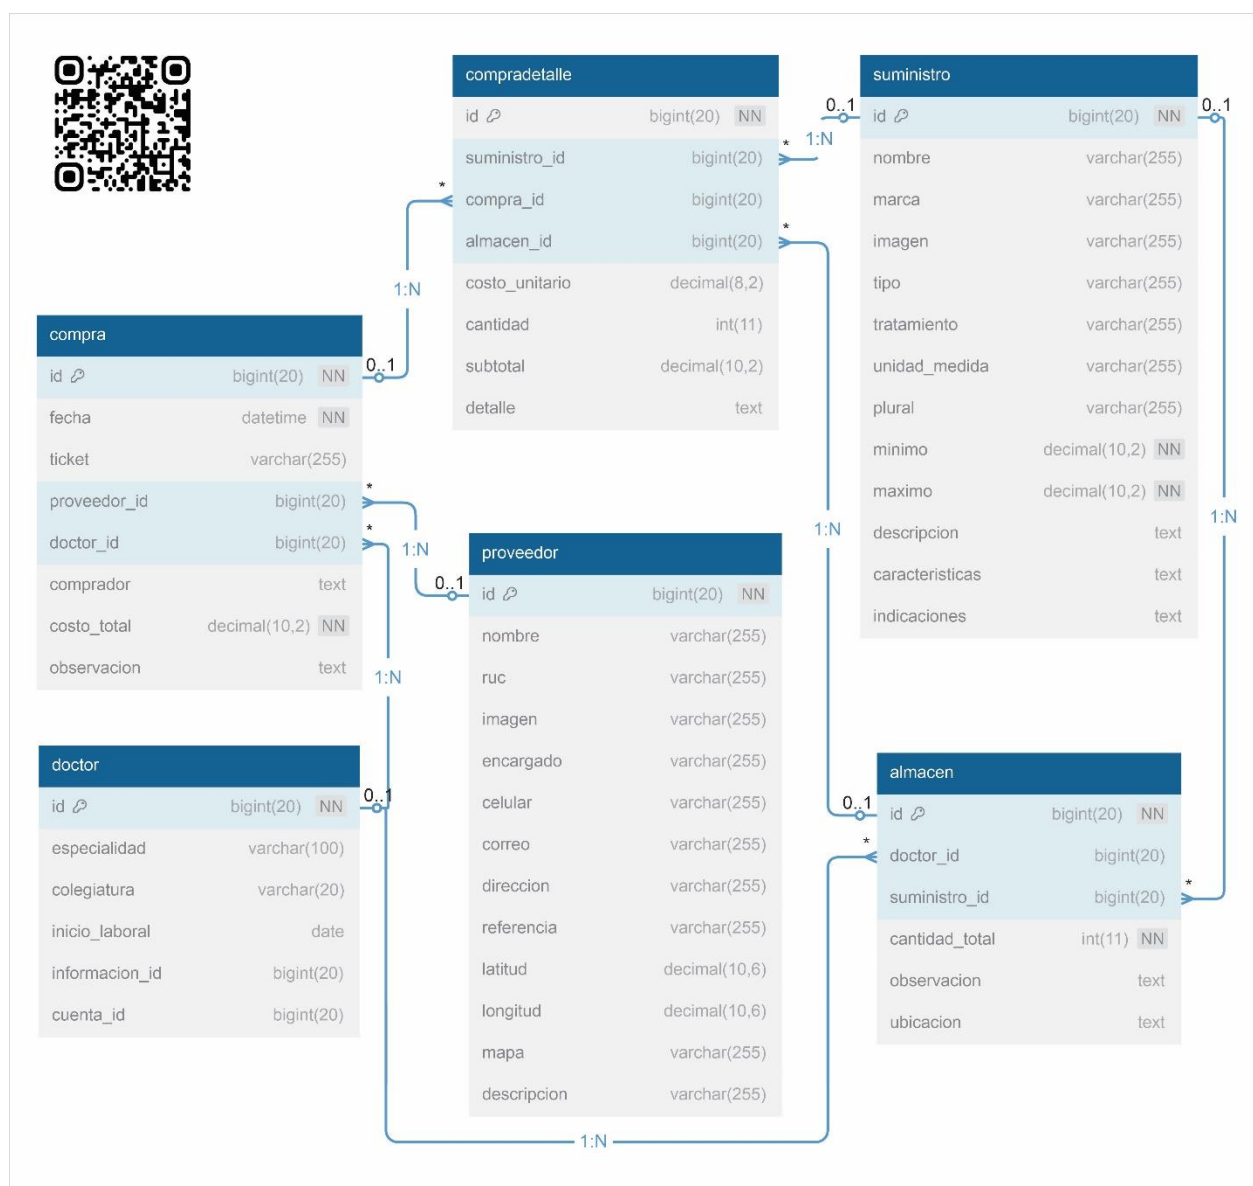 compradetalle
id bigint(20) NN
suministro_id bigint(20)
compra_id bigint(20)
almacen_id bigint(20)
costo_unitario decimal(8,2)
cantidad int(11)
subtotal decimal(10,2)
detalle text
suministro
id bigint(20) NN
nombre varchar(255)
marca varchar(255)
imagen varchar(255)
tipo varchar(255)
tratamiento varchar(255)
unidad_medida varchar(255)
plural varchar(255)
minimo decimal(10,2) NN
maximo decimal(10,2) NN
descripcion text
caracteristicas text
indicaciones text
compra
id bigint(20) NN
fecha datetime NN
ticket varchar(255)
proveedor_id bigint(20)
doctor_id bigint(20)
comprador text
costo_total decimal(10,2) NN
observacion text
proveedor
id bigint(20) NN
nombre varchar(255)
ruc varchar(255)
imagen varchar(255)
encargado varchar(255)
celular varchar(255)
correo varchar(255)
direccion varchar(255)
referencia varchar(255)
latitud decimal(10,6)
longitud decimal(10,6)
mapa varchar(255)
descripcion varchar(255)
doctor
id bigint(20) NN
especialidad varchar(100)
colegiatura varchar(20)
inicio_laboral date
informacion_id bigint(20)
cuenta_id bigint(20)
almacen
id bigint(20) NN
doctor_id bigint(20)
suministro_id bigint(20)
cantidad_total int(11) NN
observacion text
ubicacion text
0..1
1:N
*
0..1
1:N
*
0..1
1:N
*
0..1
1:N
*
0..1
1:N
*
0..1
1:N
*
1:N
*